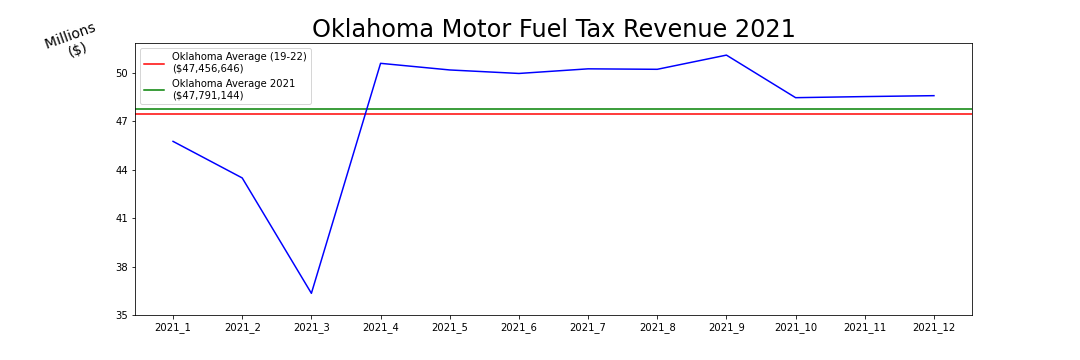 Oklahoma Motor Fuel Tax Revenue 2021
Millions
($)
Oklahoma Average (19-22)
($47,456,646)
Oklahoma Average 2021
($47,791,144)
50
47
44
41
38
35
2021_1 2021_2 2021_3 2021_4 2021_5 2021_6 2021_7 2021_8 2021_9 2021_10 2021_11 2021_12